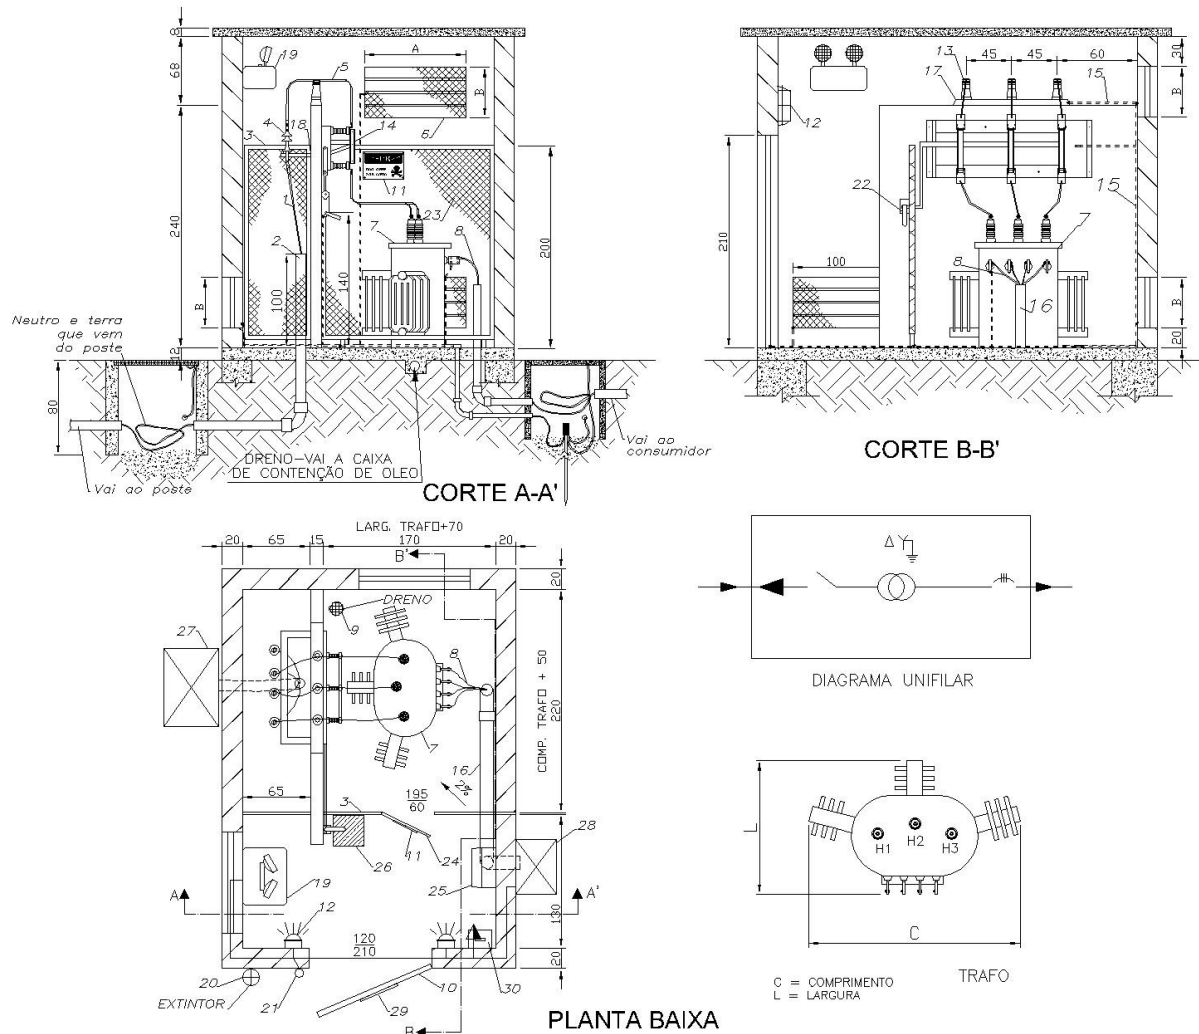 8
68
240
12
80
19
5
A
B
4
3
18
14
6
11
1
2
7
23
8
100
140
200
B
Neutro e terra
que vem
do poste
Vai ao poste
DRENO-VAI A CAIXA
DE CONTENÇÃO DE OLEO
Vai ao
consumidor
CORTE A-A'
13
45
45
60
30
17
15
B
12
210
22
15
7
8
100
16
B
20
CORTE B-B'
LARG. TRAFO+70
20
65
15
170
20
B'
20
DRENO
9
27
8
7
COMP. TRAFO + 50
220
16
2%
65
3
195
60
28
24
11
26
25
19
A
A'
12
130
120
210
20
20
EXTINTOR
21
10
29
30
B
PLANTA BAIXA
Δ Y
DIAGRAMA UNIFILAR
L
H1
H2
H3
C
TRAFO
C = COMPRIMENTO
L = LARGURA